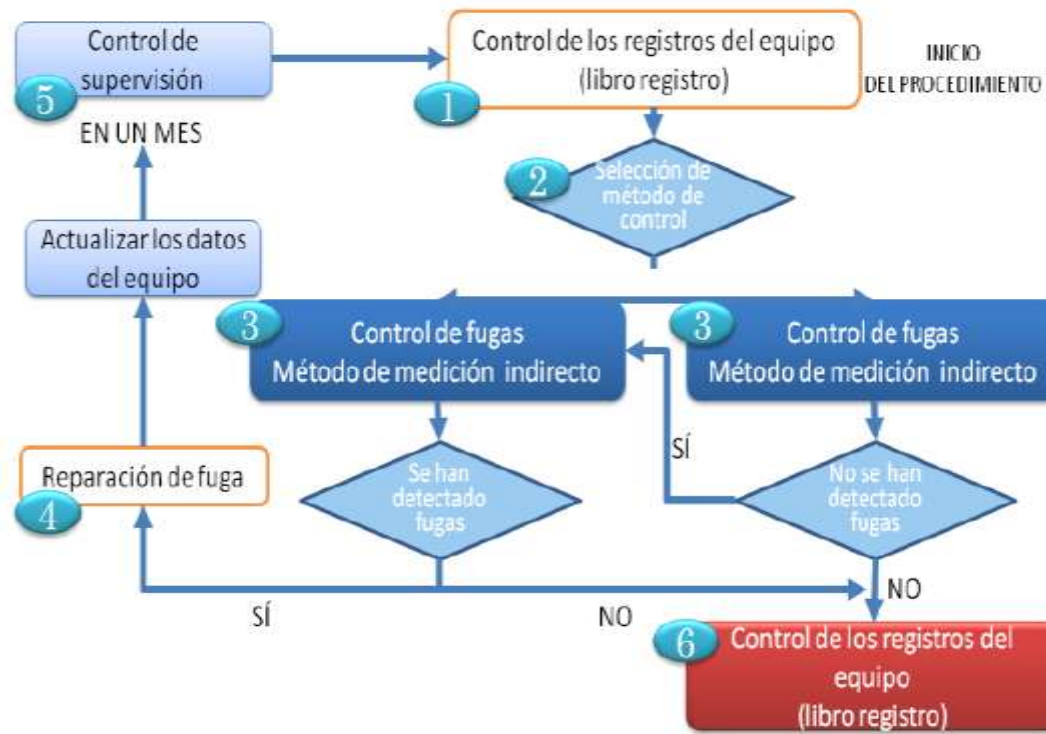 Control de
supervisión
5
EN UN MES
Control de los registros del equipo
(libro registro)
1
INICIO
DEL PROCEDIMIENTO
2
Selección de
método de
control
Actualizar los datos
del equipo
3
Control de fugas
Método de medición indirecto
3
Control de fugas
Método de medición indirecto
SÍ
Reparación de fuga
4
Se han
detectado
fugas
No se han
detectado
fugas
SÍ
NO
NO
6
Control de los registros del
equipo
(libro registro)